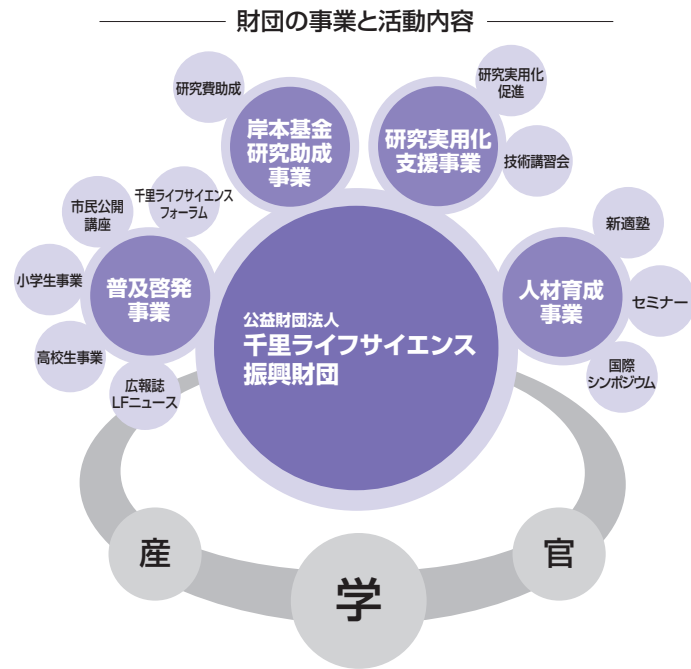 財団の事業と活動内容
研究費助成
岸本基金
研究助成
事業
研究実用化
支援事業
研究実用化
促進
技術講習会
千里ライフサイエンス
フォーラム
市民公開
講座
小学生事業
高校生事業
広報誌
LFニュース
普及啓発
事業
公益財団法人
千里ライフサイエンス
振興財団
人材育成
事業
新適塾
セミナー
国際
シンポジウム
産
学
官